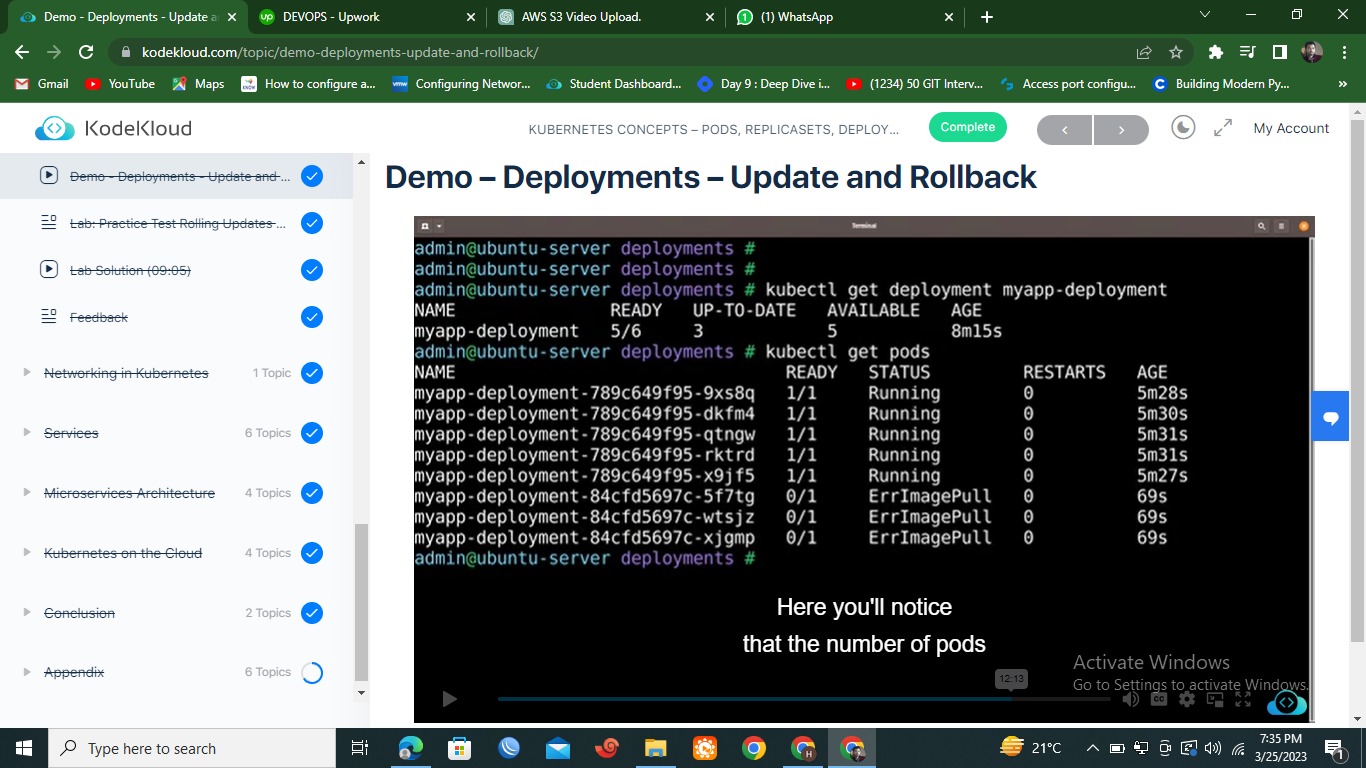 Demo - Deployments - Update a
DEVOPS - Upwork
AWS S3 Video Upload.
(1) WhatsApp
kodekloud.com/topic/demo-deployments-update-and-rollback/
Gmail
YouTube
Maps
How to configure a...
Configuring Networ...
Student Dashboard...
Day 9 : Deep Dive i...
(1234) 50 GIT Interv...
Access port configu...
Building Modern Py...
»
KodeKloud
KUBERNETES CONCEPTS – PODS, REPLICASETS, DEPLOY...
Complete
My Account
Demo - Deployments - Update and ...
Lab: Practice Test Rolling Updates ...
Lab Solution (09:05)
Feedback
Networking in Kubernetes 1 Topic
Services 6 Topics
Microservices Architecture 4 Topics
Kubernetes on the Cloud 4 Topics
Conclusion 2 Topics
Appendix 6 Topics
Demo – Deployments – Update and Rollback
Terminal
admin@ubuntu-server deployments #
admin@ubuntu-server deployments #
admin@ubuntu-server deployments # kubectl get deployment myapp-deployment
NAME READY UP-TO-DATE AVAILABLE AGE
myapp-deployment 5/6 3 5 8m15s
admin@ubuntu-server deployments # kubectl get pods
NAME READY STATUS RESTARTS AGE
myapp-deployment-789c649f95-9xs8q 1/1 Running 0 5m28s
myapp-deployment-789c649f95-dkfm4 1/1 Running 0 5m30s
myapp-deployment-789c649f95-qtngw 1/1 Running 0 5m31s
myapp-deployment-789c649f95-rktrd 1/1 Running 0 5m31s
myapp-deployment-789c649f95-x9jf5 1/1 Running 0 5m27s
myapp-deployment-84cfd5697c-5f7tg 0/1 ErrImagePull 0 69s
myapp-deployment-84cfd5697c-wtsjz 0/1 ErrImagePull 0 69s
myapp-deployment-84cfd5697c-xjgmp 0/1 ErrImagePull 0 69s
admin@ubuntu-server deployments #
Here you'll notice
that the number of pods
Activate Windows
Go to Settings to activate Windows.
12:13
CC
Type here to search
21°C
7:35 PM
3/25/2023
1